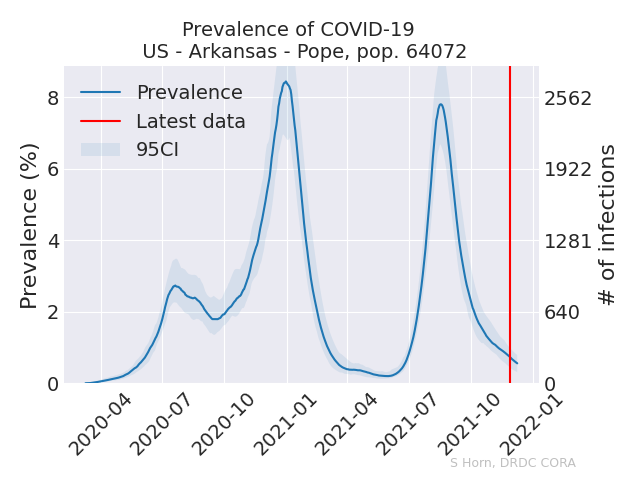 Prevalence of COVID-19
US - Arkansas - Pope, pop. 64072
Prevalence
Latest data
95CI
Prevalence (%)
8
6
4
2
0
2562
1922
1281
640
0
# of infections
2020-04
2020-07
2020-10
2021-01
2021-04
2021-07
2021-10
2022-01
S Horn, DRDC CORA